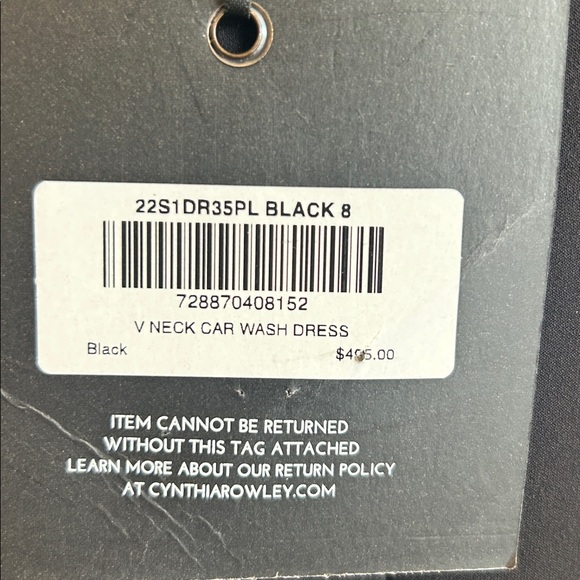 22S1DR35PL BLACK 8
728870408152
V NECK CAR WASH DRESS
Black $495.00
ITEM CANNOT BE RETURNED
WITHOUT THIS TAG ATTACHED
LEARN MORE ABOUT OUR RETURN POLICY
AT CYNTHIAROWLEY.COM